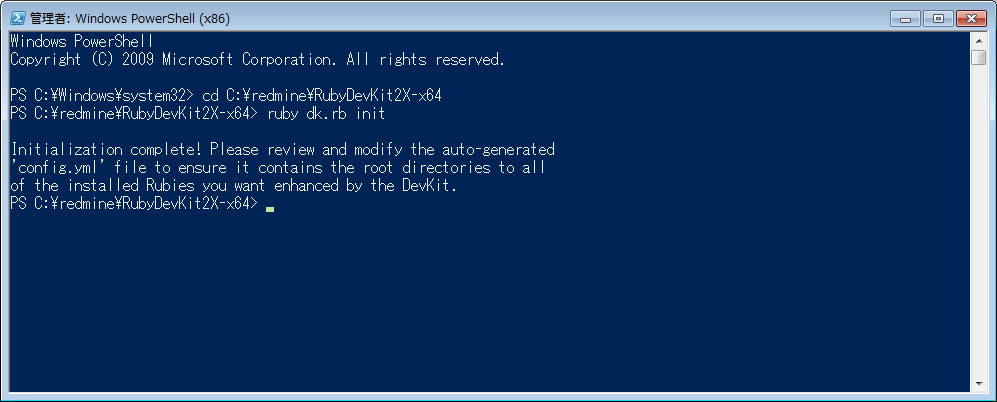 管理者: Windows PowerShell (x86)
Windows PowerShell
Copyright (C) 2009 Microsoft Corporation. All rights reserved.
PS C:¥Windows¥system32> cd C:¥redmine¥RubyDevKit2X-x64
PS C:¥redmine¥RubyDevKit2X-x64> ruby dk.rb init
Initialization complete! Please review and modify the auto-generated
'config.yml' file to ensure it contains the root directories to all
of the installed Rubies you want enhanced by the DevKit.
PS C:¥redmine¥RubyDevKit2X-x64>